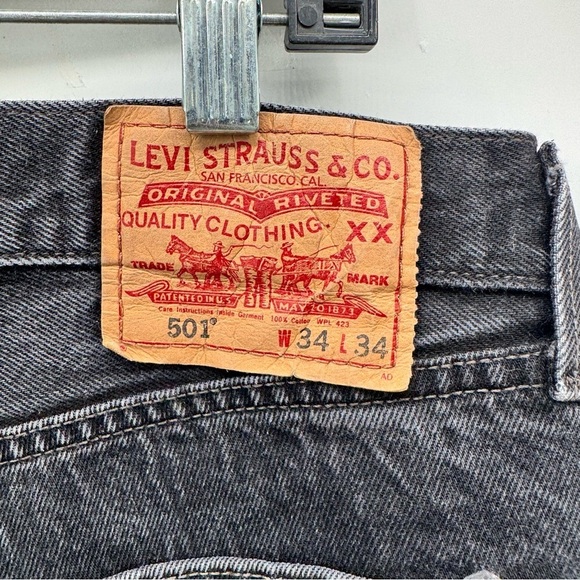 LEVI STRAUSS & CO.
SAN FRANCISCO, CAL.
ORIGINAL RIVETED
QUALITY CLOTHING. XX
TRADE MARK
PATENTED IN U.S. MAY 20 1873
Care Instructions Inside Garment 100% Cotton WPL 423
501® W 34 L 34
AD